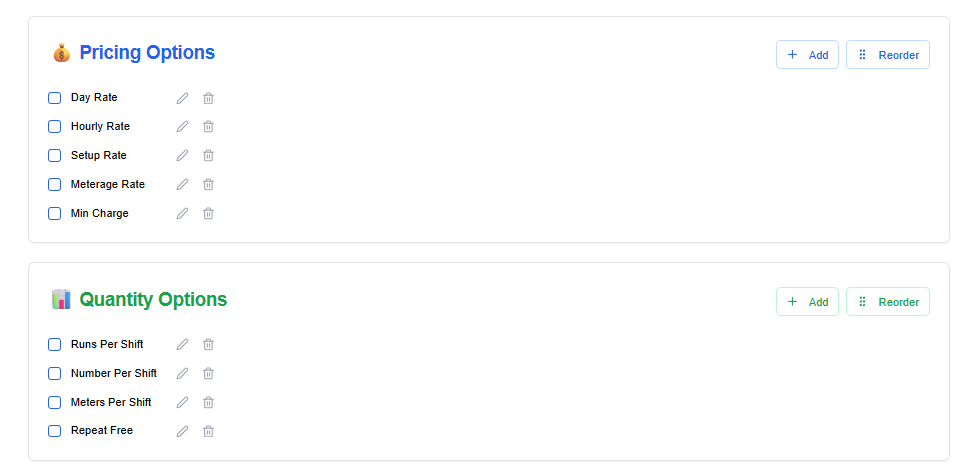 Pricing Options
Add
Reorder
Day Rate
Hourly Rate
Setup Rate
Meterage Rate
Min Charge
Quantity Options
Add
Reorder
Runs Per Shift
Number Per Shift
Meters Per Shift
Repeat Free